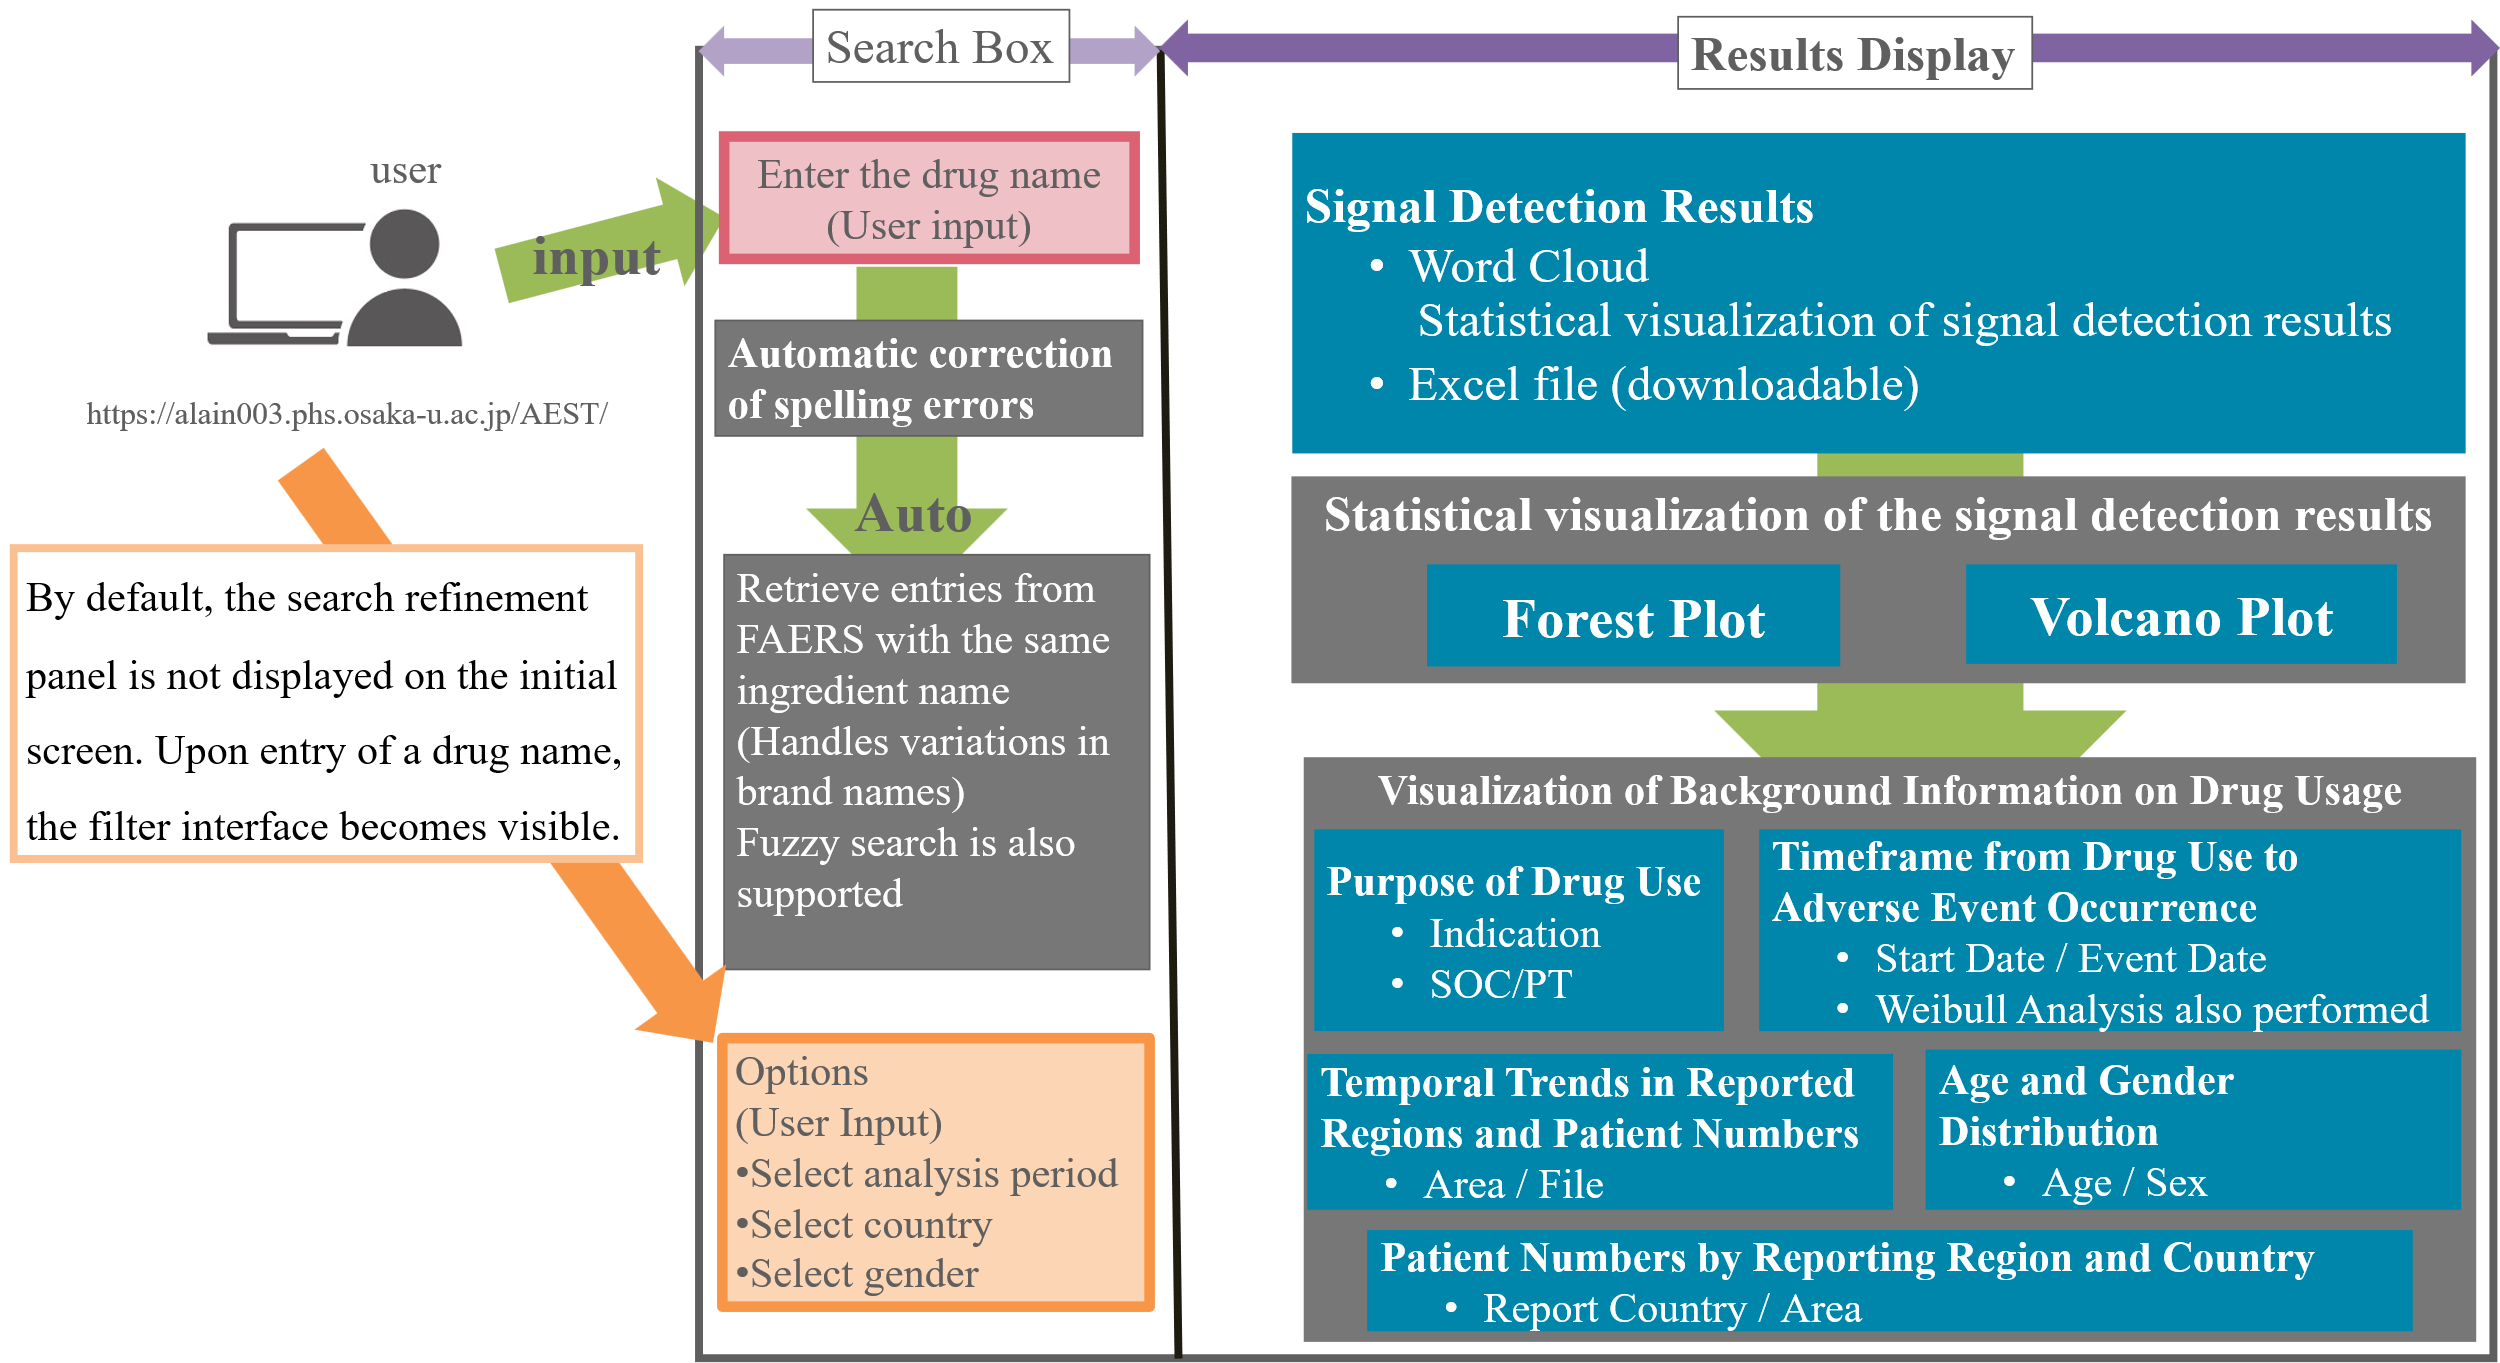 Search Box
Results Display
user
input
https://alain003.phs.osaka-u.ac.jp/AEST/
By default, the search refinement
panel is not displayed on the initial
screen. Upon entry of a drug name,
the filter interface becomes visible.
Enter the drug name
(User input)
Automatic correction
of spelling errors
Auto
Retrieve entries from
FAERS with the same
ingredient name
(Handles variations in
brand names)
Fuzzy search is also
supported
Options
(User Input)
•Select analysis period
•Select country
•Select gender
Signal Detection Results
• Word Cloud
Statistical visualization of signal detection results
• Excel file (downloadable)
Statistical visualization of the signal detection results
Forest Plot
Volcano Plot
Visualization of Background Information on Drug Usage
Purpose of Drug Use
• Indication
• SOC/PT
Timeframe from Drug Use to
Adverse Event Occurrence
• Start Date / Event Date
• Weibull Analysis also performed
Temporal Trends in Reported
Regions and Patient Numbers
• Area / File
Age and Gender
Distribution
• Age / Sex
Patient Numbers by Reporting Region and Country
• Report Country / Area